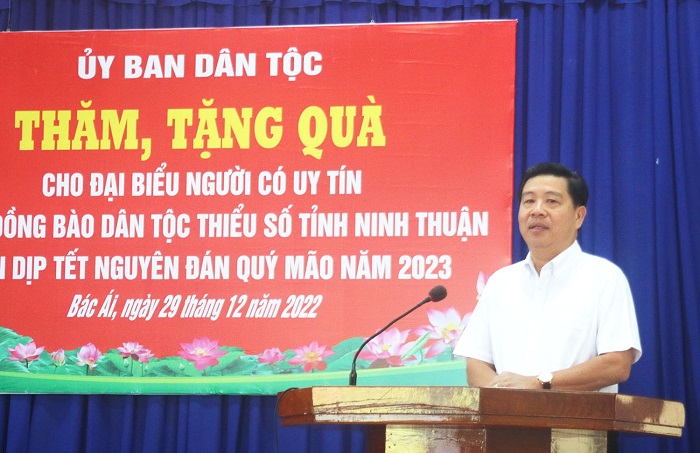 ỦY BAN DÂN TỘC
THĂM, TẶNG QUÀ
CHO ĐẠI BIỂU NGƯỜI CÓ UY TÍN
ĐỒNG BÀO DÂN TỘC THIỂU SỐ TỈNH NINH THUẬN
DỊP TẾT NGUYÊN ĐÁN QUÝ MÃO NĂM 2023
Bác Ái, ngày 29 tháng 12 năm 2022